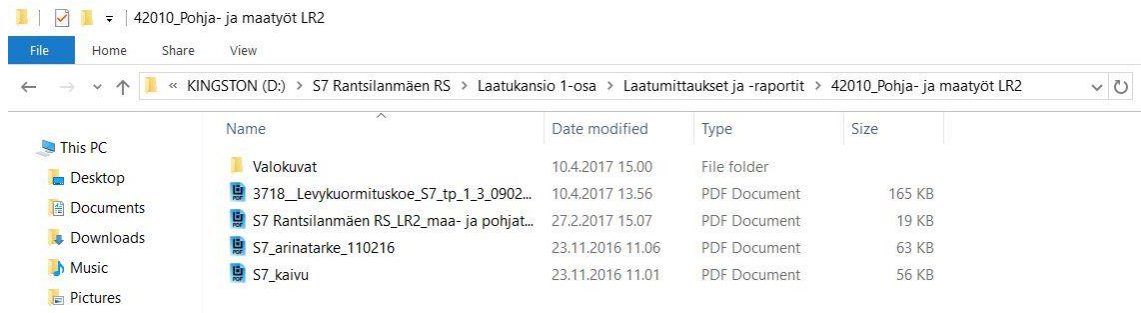 42010_Pohja- ja maatyöt LR2
File Home Share View
« KINGSTON (D:) > S7 Rantsilanmäen RS > Laatukansio 1-osa > Laatumittaukset ja -raportit > 42010_Pohja- ja maatyöt LR2
Name Date modified Type Size
This PC
Desktop
Documents
Downloads
Music
Pictures
Valokuvat 10.4.2017 15.00 File folder
3718__Levykuormituskoe_S7_tp_1_3_0902... 10.4.2017 13.56 PDF Document 165 KB
S7 Rantsilanmäen RS_LR2_maa- ja pohjat... 27.2.2017 15.07 PDF Document 19 KB
S7_arinatarke_110216 23.11.2016 11.06 PDF Document 63 KB
S7_kaivu 23.11.2016 11.01 PDF Document 56 KB